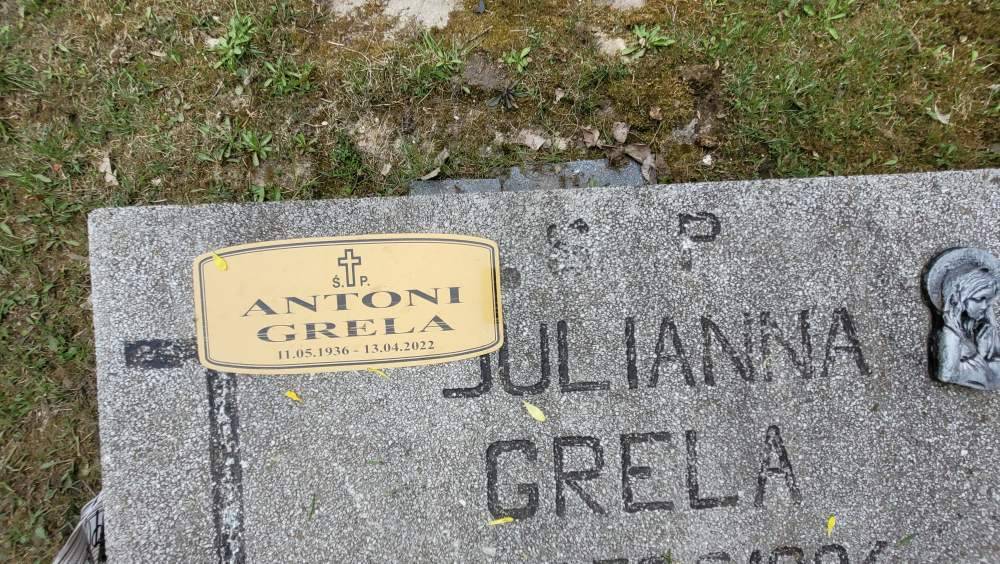 Ś. P.
ANTONI
GRELA
11.05.1936 - 13.04.2022
Ś P
JULIANNA
GRELA